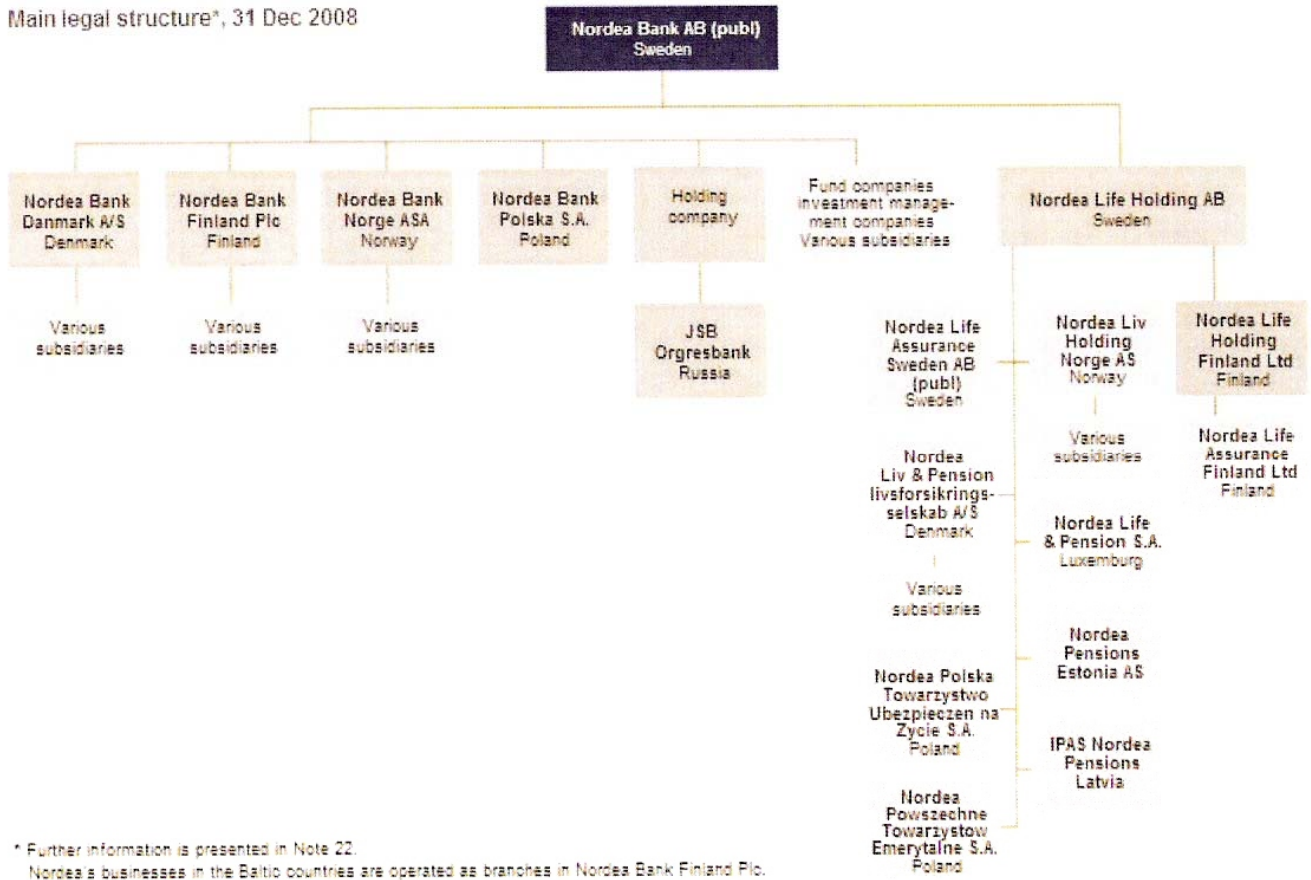 Main legal structure*, 31 Dec 2008
Nordea Bank AB (publ)
Sweden
Nordea Bank
Danmark A/S
Denmark
Nordea Bank
Finland Plc
Finland
Nordea Bank
Norge ASA
Norway
Nordea Bank
Polska S.A.
Poland
Holding
company
Fund companies
investment manage-
ment companies
Various subsidiaries
Nordea Life Holding AB
Sweden
Various
subsidiaries
Various
subsidiaries
Various
subsidiaries
JSB
Orgresbank
Russia
Nordea Life
Assurance
Sweden AB
(publ)
Sweden
Nordea Liv
Holding
Norge AS
Norway
Nordea Life
Holding
Finland Ltd
Finland
Various
subsidiaries
Nordea Life
Assurance
Finland Ltd
Finland
Nordea
Liv & Pension
livsforsikrings-
selskab A/S
Denmark
Nordea Life
& Pension S.A.
Luxemburg
Various
subsidiaries
Nordea
Pensions
Estonia AS
Nordea Polska
Towarzystwo
Ubezpieczen na
Zycie S.A.
Poland
IPAS Nordea
Pensions
Latvia
Nordea
Powszechne
Towarzystow
Emerytalne S.A.
Poland
* Further information is presented in Note 22.
Nordea's businesses in the Baltic countries are operated as branches in Nordea Bank Finland Plc.